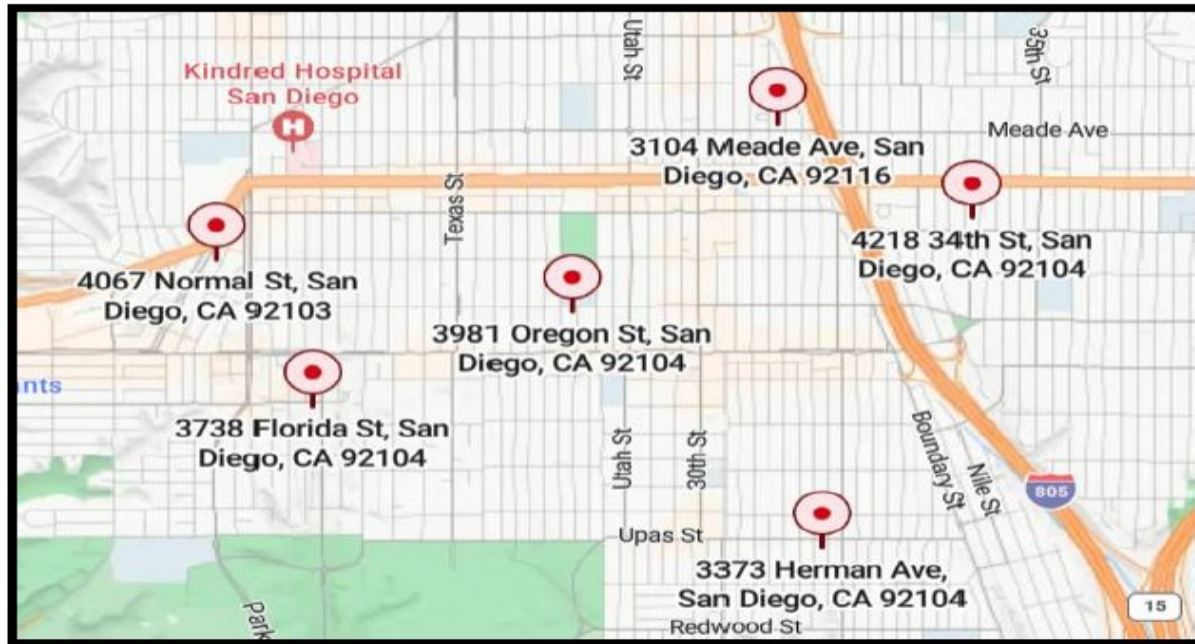 Utah St
35th St
Kindred Hospital
San Diego
H
Meade Ave
3104 Meade Ave, San
Diego, CA 92116
Texas St
4218 34th St, San
Diego, CA 92104
4067 Normal St, San
Diego, CA 92103
3981 Oregon St, San
Diego, CA 92104
ants
3738 Florida St, San
Diego, CA 92104
Utah St
30th St
Boundary St
Nile St
805
Upas St
3373 Herman Ave,
San Diego, CA 92104
15
Park
Redwood St